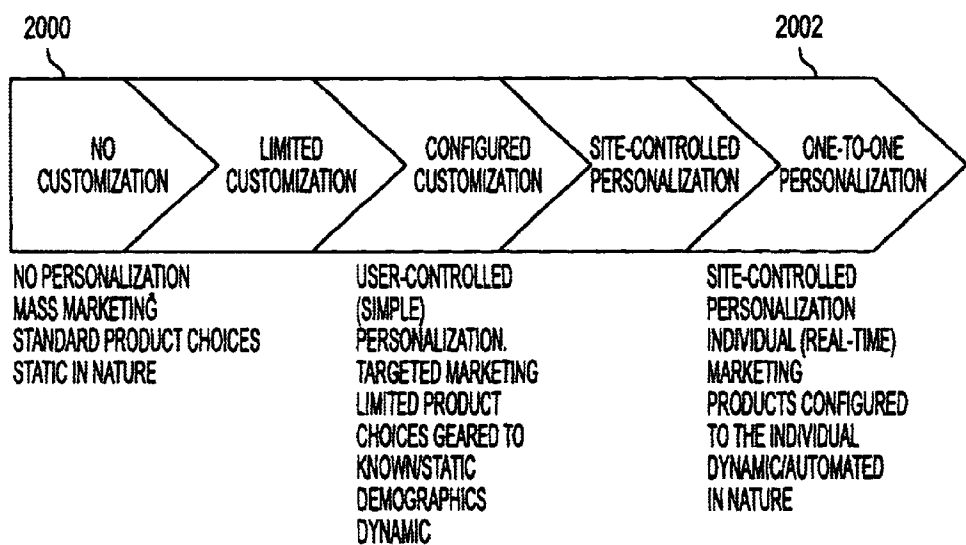 2000
2002
NO
CUSTOMIZATION
LIMITED
CUSTOMIZATION
CONFIGURED
CUSTOMIZATION
SITE-CONTROLLED
PERSONALIZATION
ONE-TO-ONE
PERSONALIZATION
NO PERSONALIZATION
MASS MARKETING
STANDARD PRODUCT CHOICES
STATIC IN NATURE
USER-CONTROLLED
(SIMPLE)
PERSONALIZATION.
TARGETED MARKETING
LIMITED PRODUCT
CHOICES GEARED TO
KNOWN/STATIC
DEMOGRAPHICS
DYNAMIC
SITE-CONTROLLED
PERSONALIZATION
INDIVIDUAL (REAL-TIME)
MARKETING
PRODUCTS CONFIGURED
TO THE INDIVIDUAL
DYNAMIC/AUTOMATED
IN NATURE